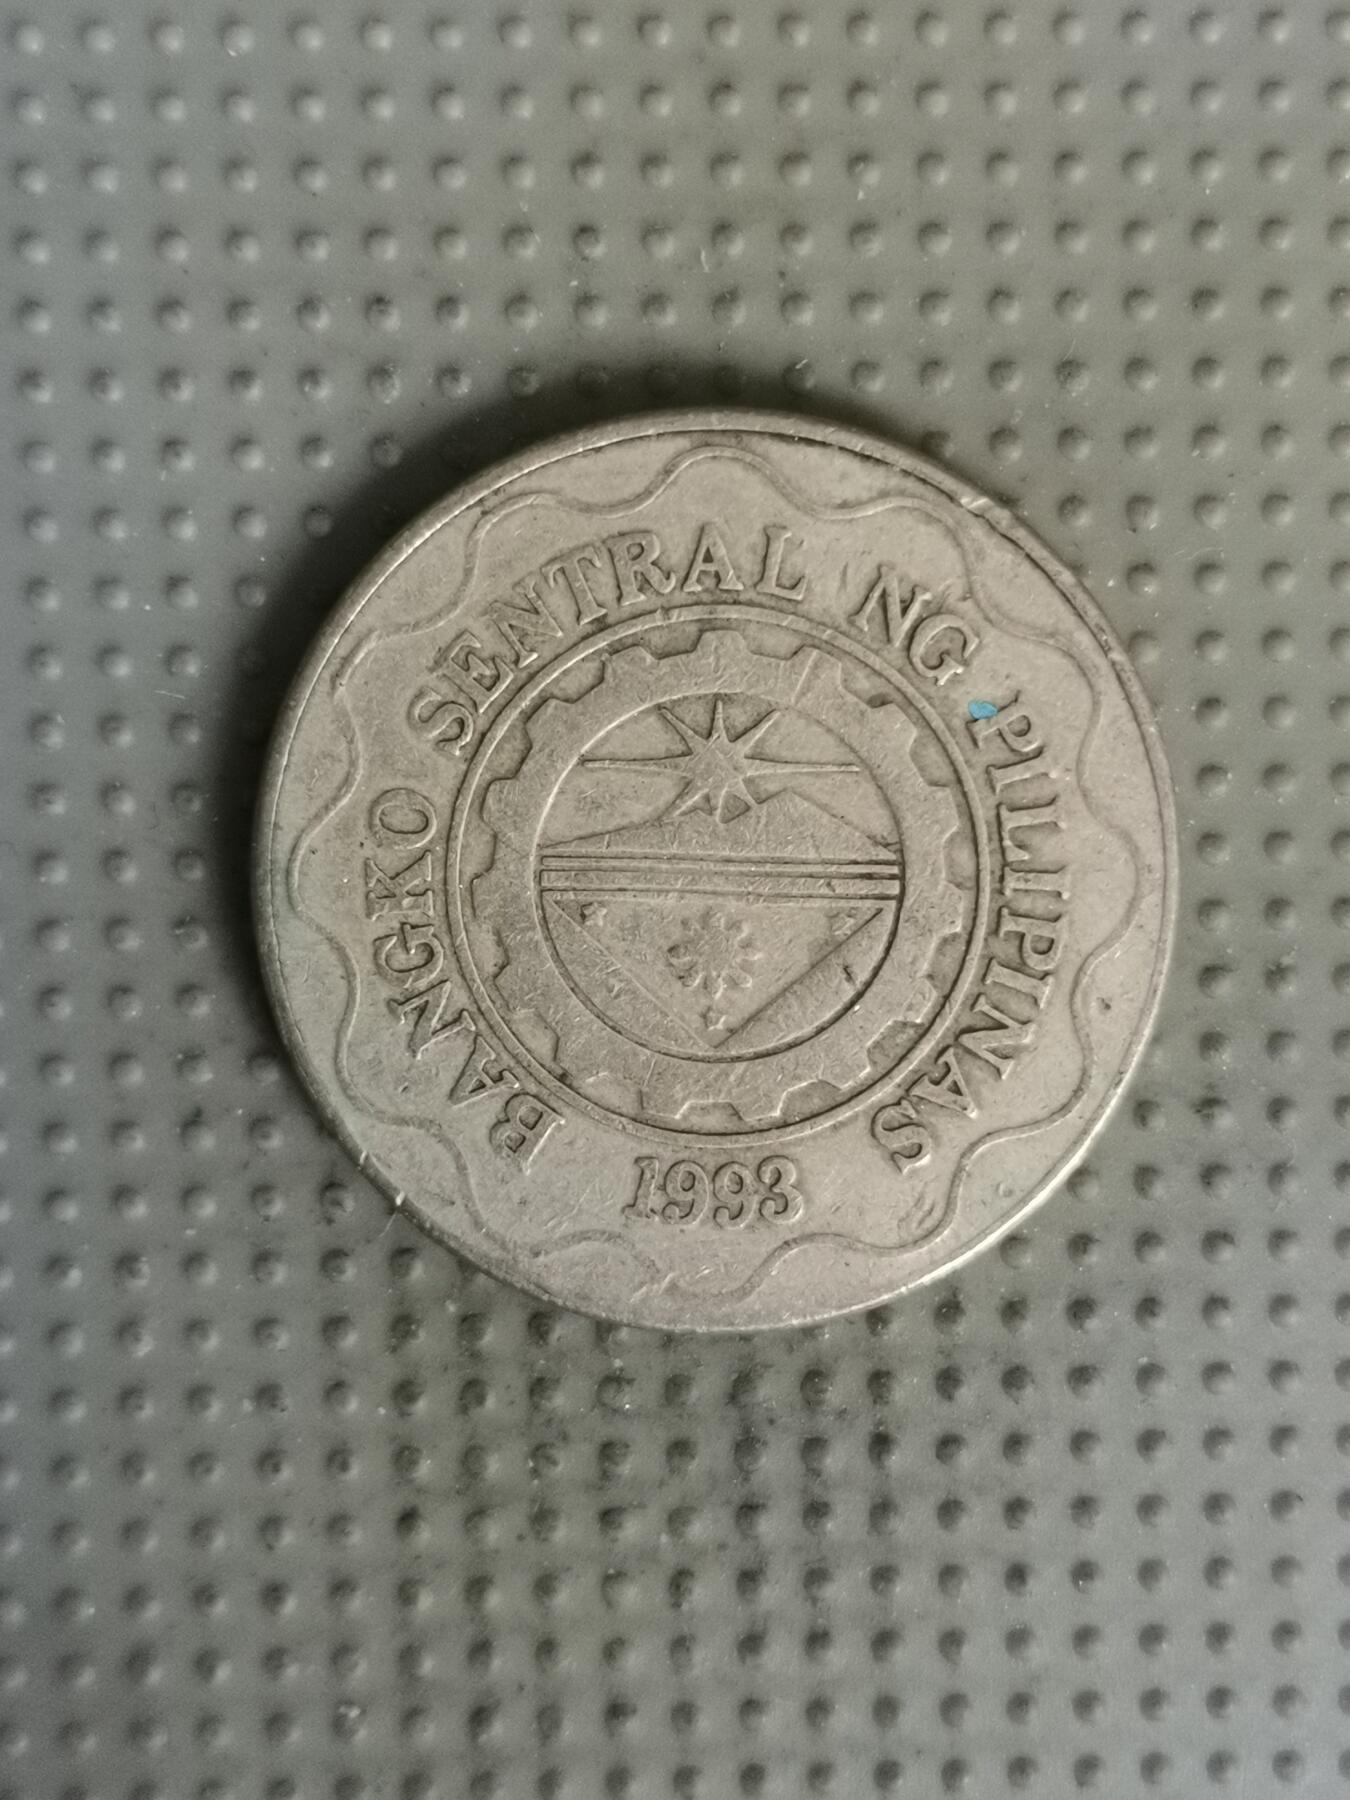 BANGKO SENTRAL NG PILIPINAS
1993